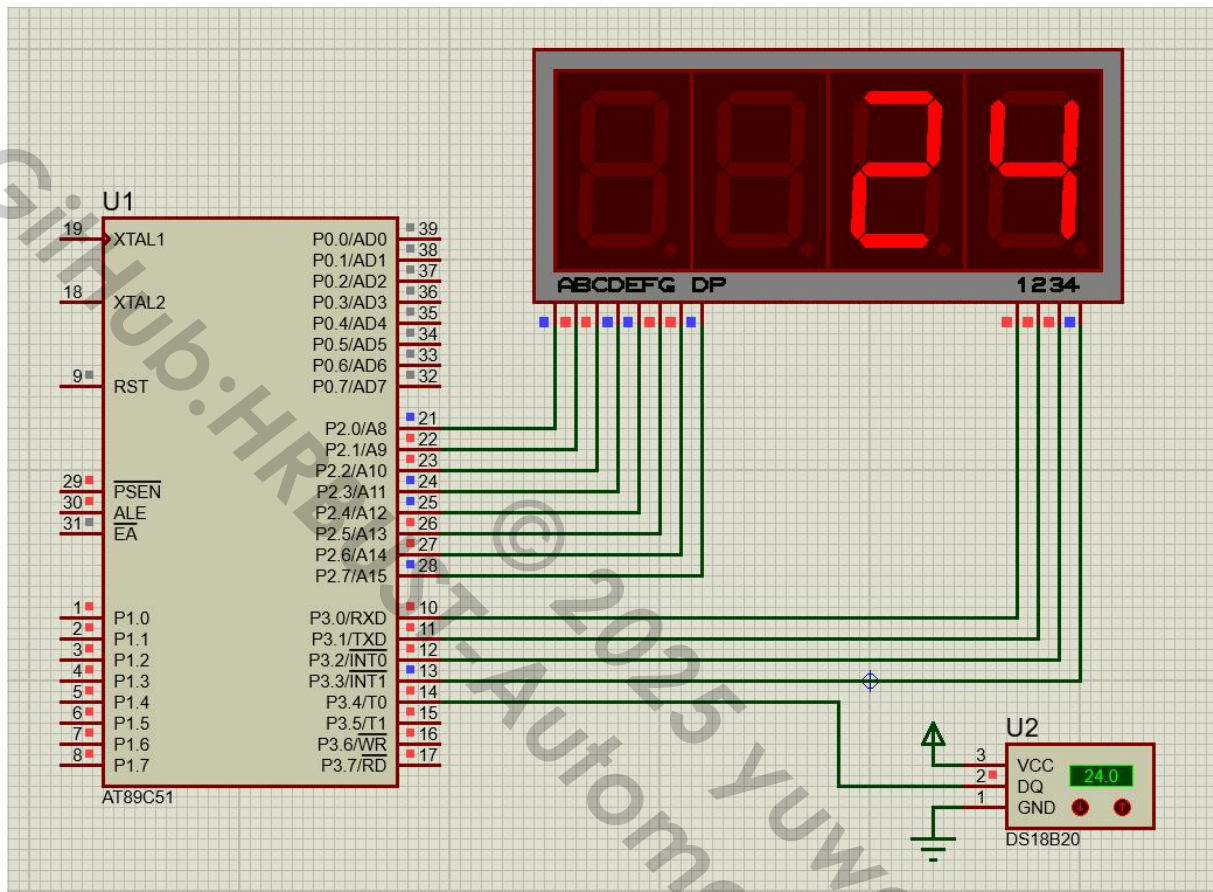 ABCDEFG DP
1234
U1
19 XTAL1
18 XTAL2
9 RST
29 PSEN
30 ALE
31 EA
1 P1.0
2 P1.1
3 P1.2
4 P1.3
5 P1.4
6 P1.5
7 P1.6
8 P1.7
P0.0/AD0 39
P0.1/AD1 38
P0.2/AD2 37
P0.3/AD3 36
P0.4/AD4 35
P0.5/AD5 34
P0.6/AD6 33
P0.7/AD7 32
P2.0/A8 21
P2.1/A9 22
P2.2/A10 23
P2.3/A11 24
P2.4/A12 25
P2.5/A13 26
P2.6/A14 27
P2.7/A15 28
P3.0/RXD 10
P3.1/TXD 11
P3.2/INT0 12
P3.3/INT1 13
P3.4/T0 14
P3.5/T1 15
P3.6/WR 16
P3.7/RD 17
AT89C51
24
U2
3 VCC
2 DQ
1 GND
24.0
DS18B20
GitHub:HRBUST-Automa
© 2025 yuwe